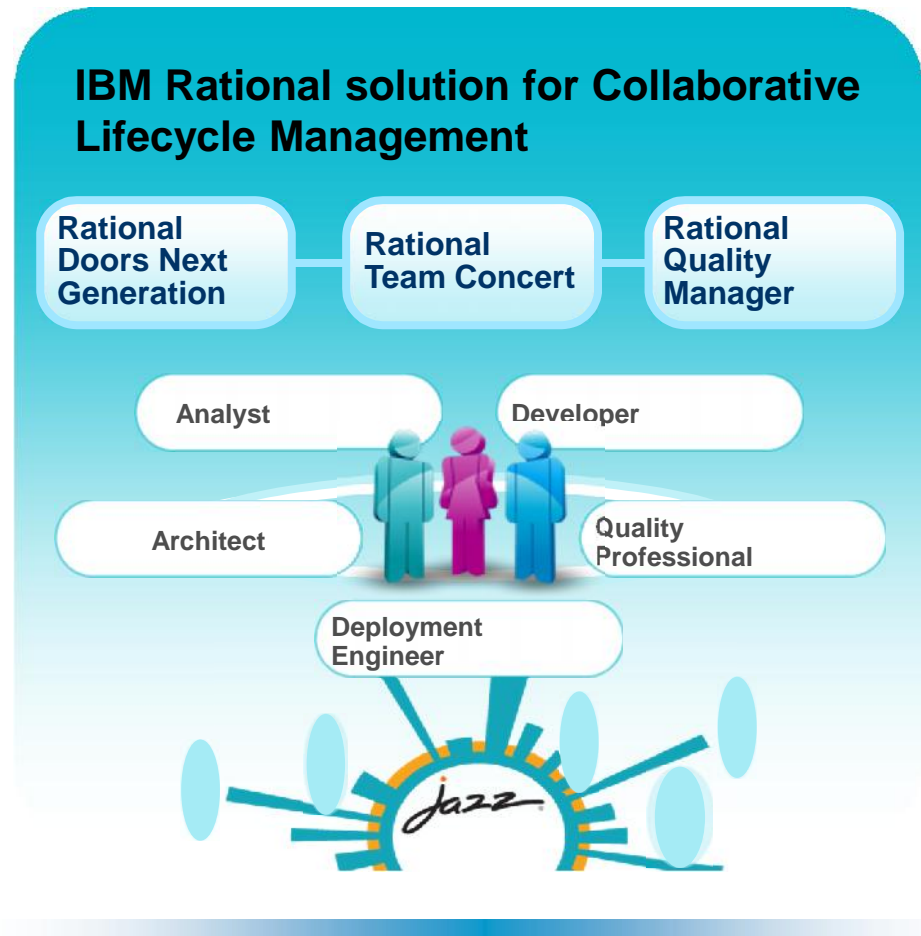 IBM Rational solution for Collaborative
Lifecycle Management
Rational
Doors Next
Generation
Rational
Team Concert
Rational
Quality
Manager
Analyst
Developer
Architect
Quality
Professional
Deployment
Engineer
jazz